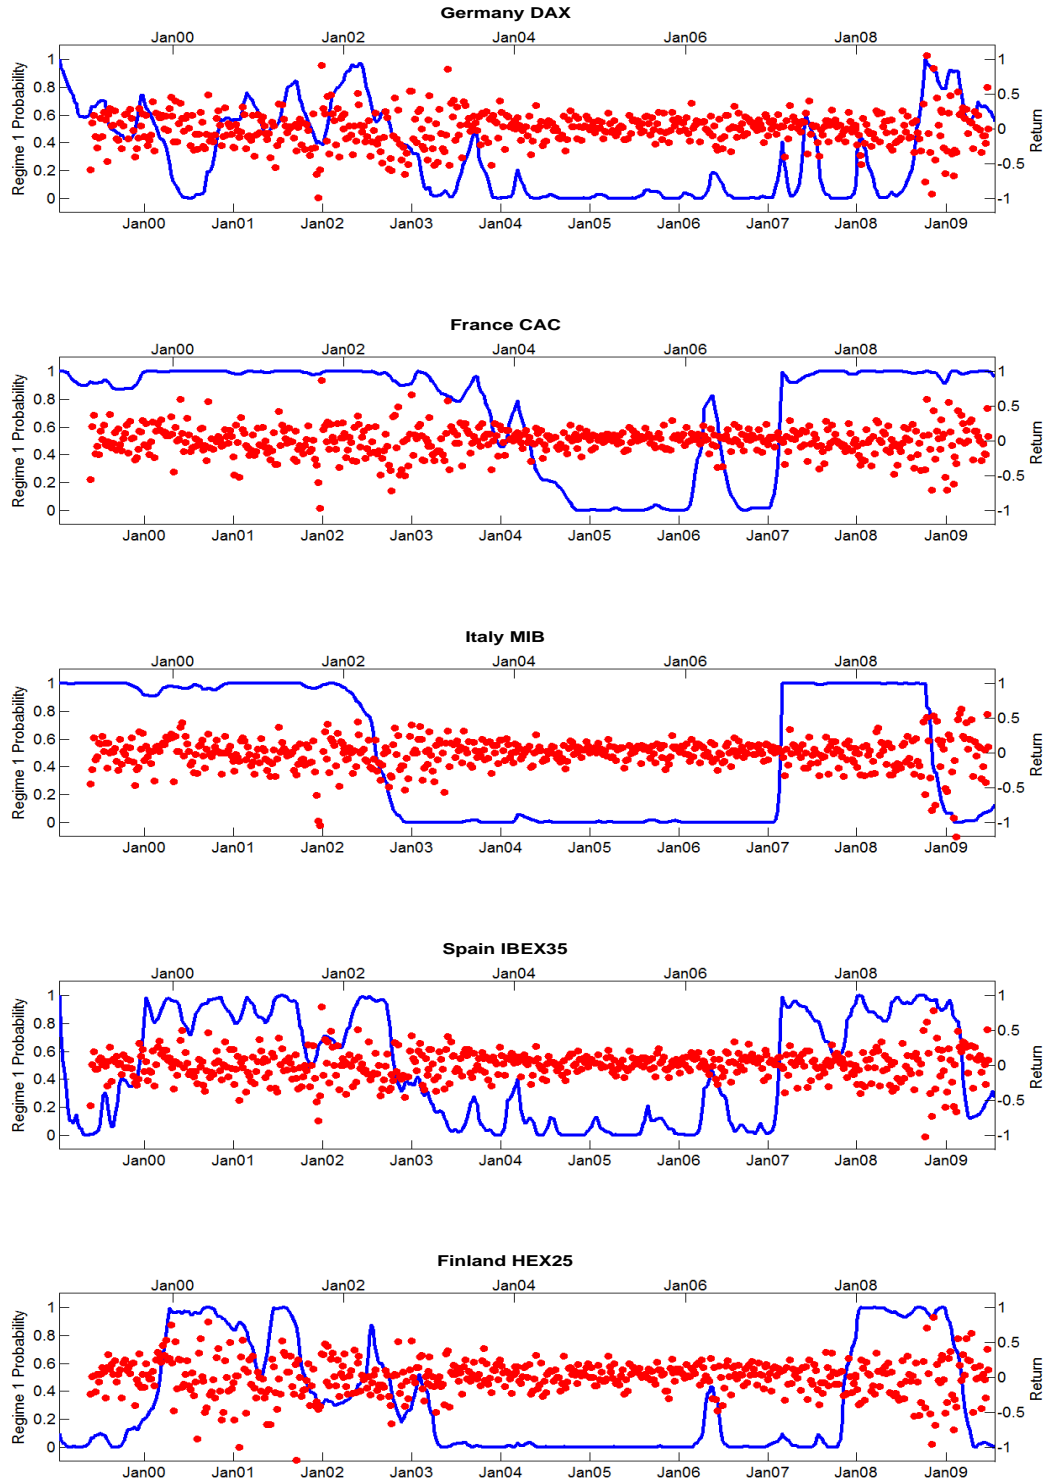 Germany DAX
Jan00 Jan02 Jan04 Jan06 Jan08
Regime 1 Probability
1
0.8
0.6
0.4
0.2
0
1
0.5
0
-0.5
-1
Return
Jan00 Jan01 Jan02 Jan03 Jan04 Jan05 Jan06 Jan07 Jan08 Jan09
France CAC
Jan00 Jan02 Jan04 Jan06 Jan08
Regime 1 Probability
1
0.8
0.6
0.4
0.2
0
1
0.5
0
-0.5
-1
Return
Jan00 Jan01 Jan02 Jan03 Jan04 Jan05 Jan06 Jan07 Jan08 Jan09
Italy MIB
Jan00 Jan02 Jan04 Jan06 Jan08
Regime 1 Probability
1
0.8
0.6
0.4
0.2
0
1
0.5
0
-0.5
-1
Return
Jan00 Jan01 Jan02 Jan03 Jan04 Jan05 Jan06 Jan07 Jan08 Jan09
Spain IBEX35
Jan00 Jan02 Jan04 Jan06 Jan08
Regime 1 Probability
1
0.8
0.6
0.4
0.2
0
1
0.5
0
-0.5
-1
Return
Jan00 Jan01 Jan02 Jan03 Jan04 Jan05 Jan06 Jan07 Jan08 Jan09
Finland HEX25
Jan00 Jan02 Jan04 Jan06 Jan08
Regime 1 Probability
1
0.8
0.6
0.4
0.2
0
1
0.5
0
-0.5
-1
Return
Jan00 Jan01 Jan02 Jan03 Jan04 Jan05 Jan06 Jan07 Jan08 Jan09